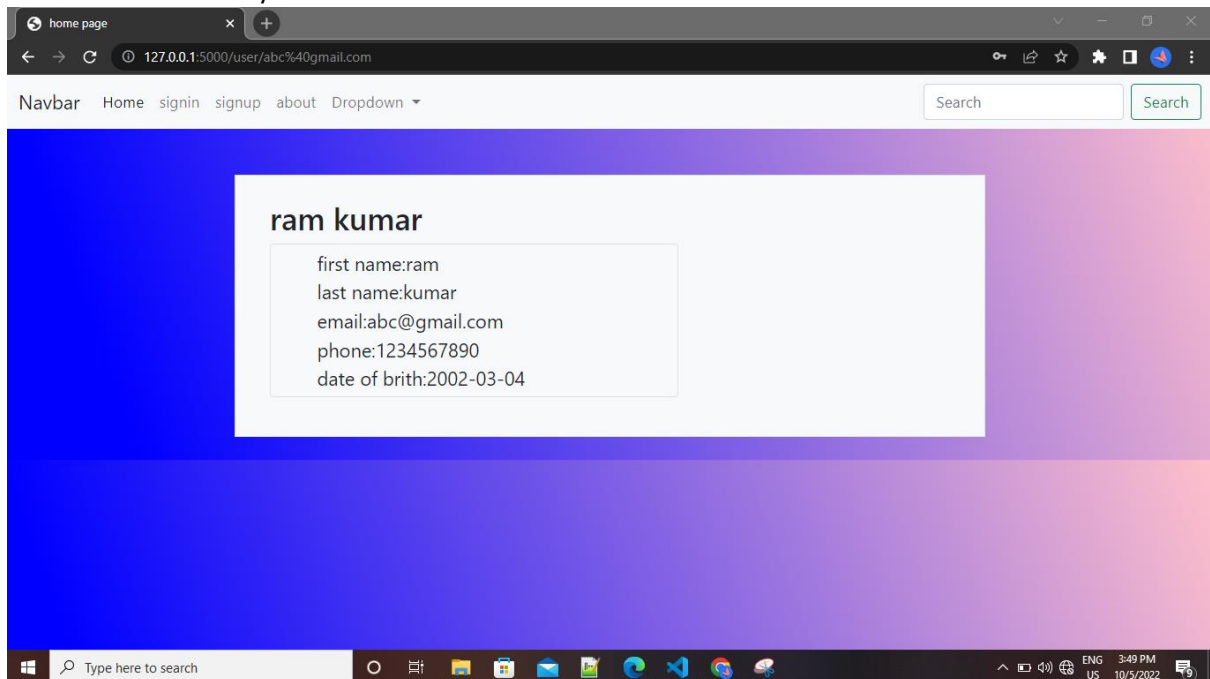 home page
127.0.0.1:5000/user/abc%40gmail.com
Navbar Home signin signup about Dropdown Search Search
ram kumar
first name:ram
last name:kumar
email:abc@gmail.com
phone:1234567890
date of brith:2002-03-04
Type here to search
ENG 3:49 PM
US 10/5/2022 9